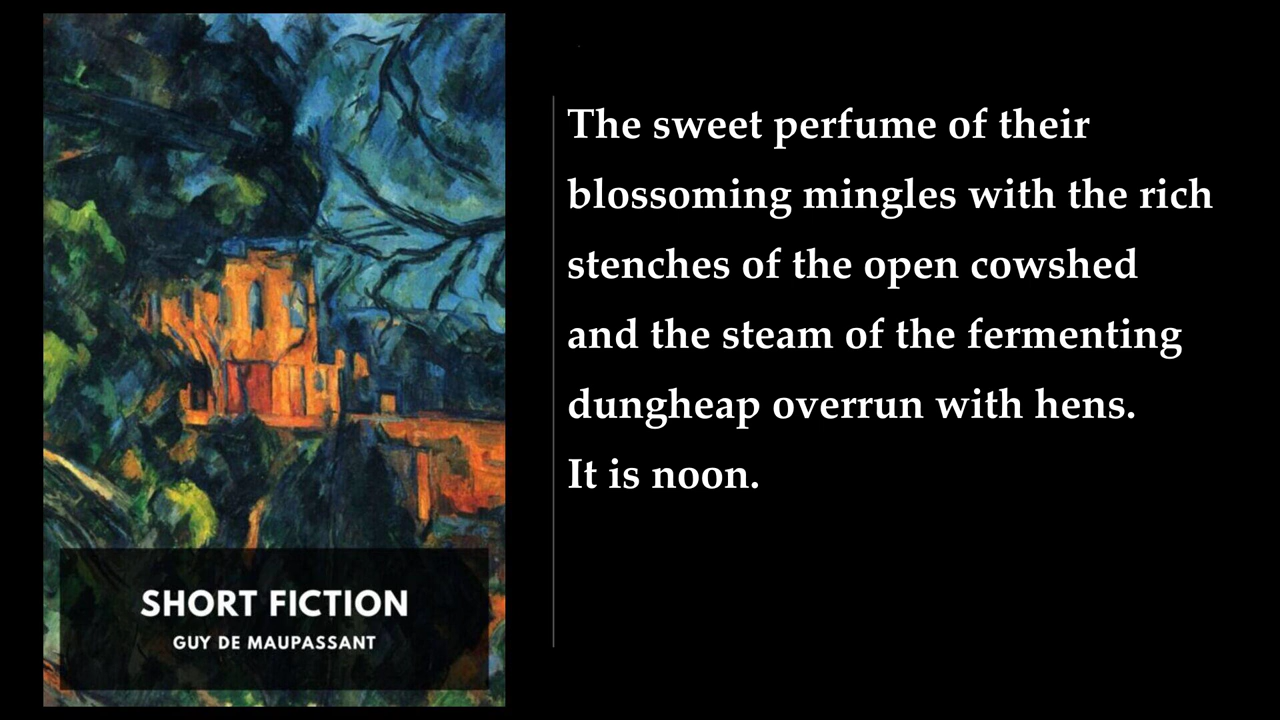 The sweet perfume of their
blossoming mingles with the rich
stenches of the open cowshed
and the steam of the fermenting
dungheap overrun with hens.
It is noon.
SHORT FICTION
GUY DE MAUPASSANT